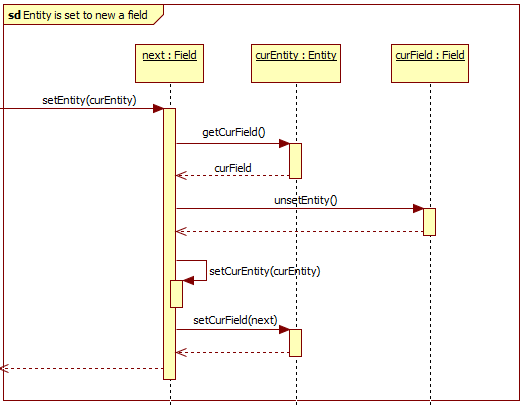 sd Entity is set to new a field
next : Field
curEntity : Entity
curField : Field
setEntity(curEntity)
getCurField()
curField
unsetEntity()
setCurEntity(curEntity)
setCurField(next)